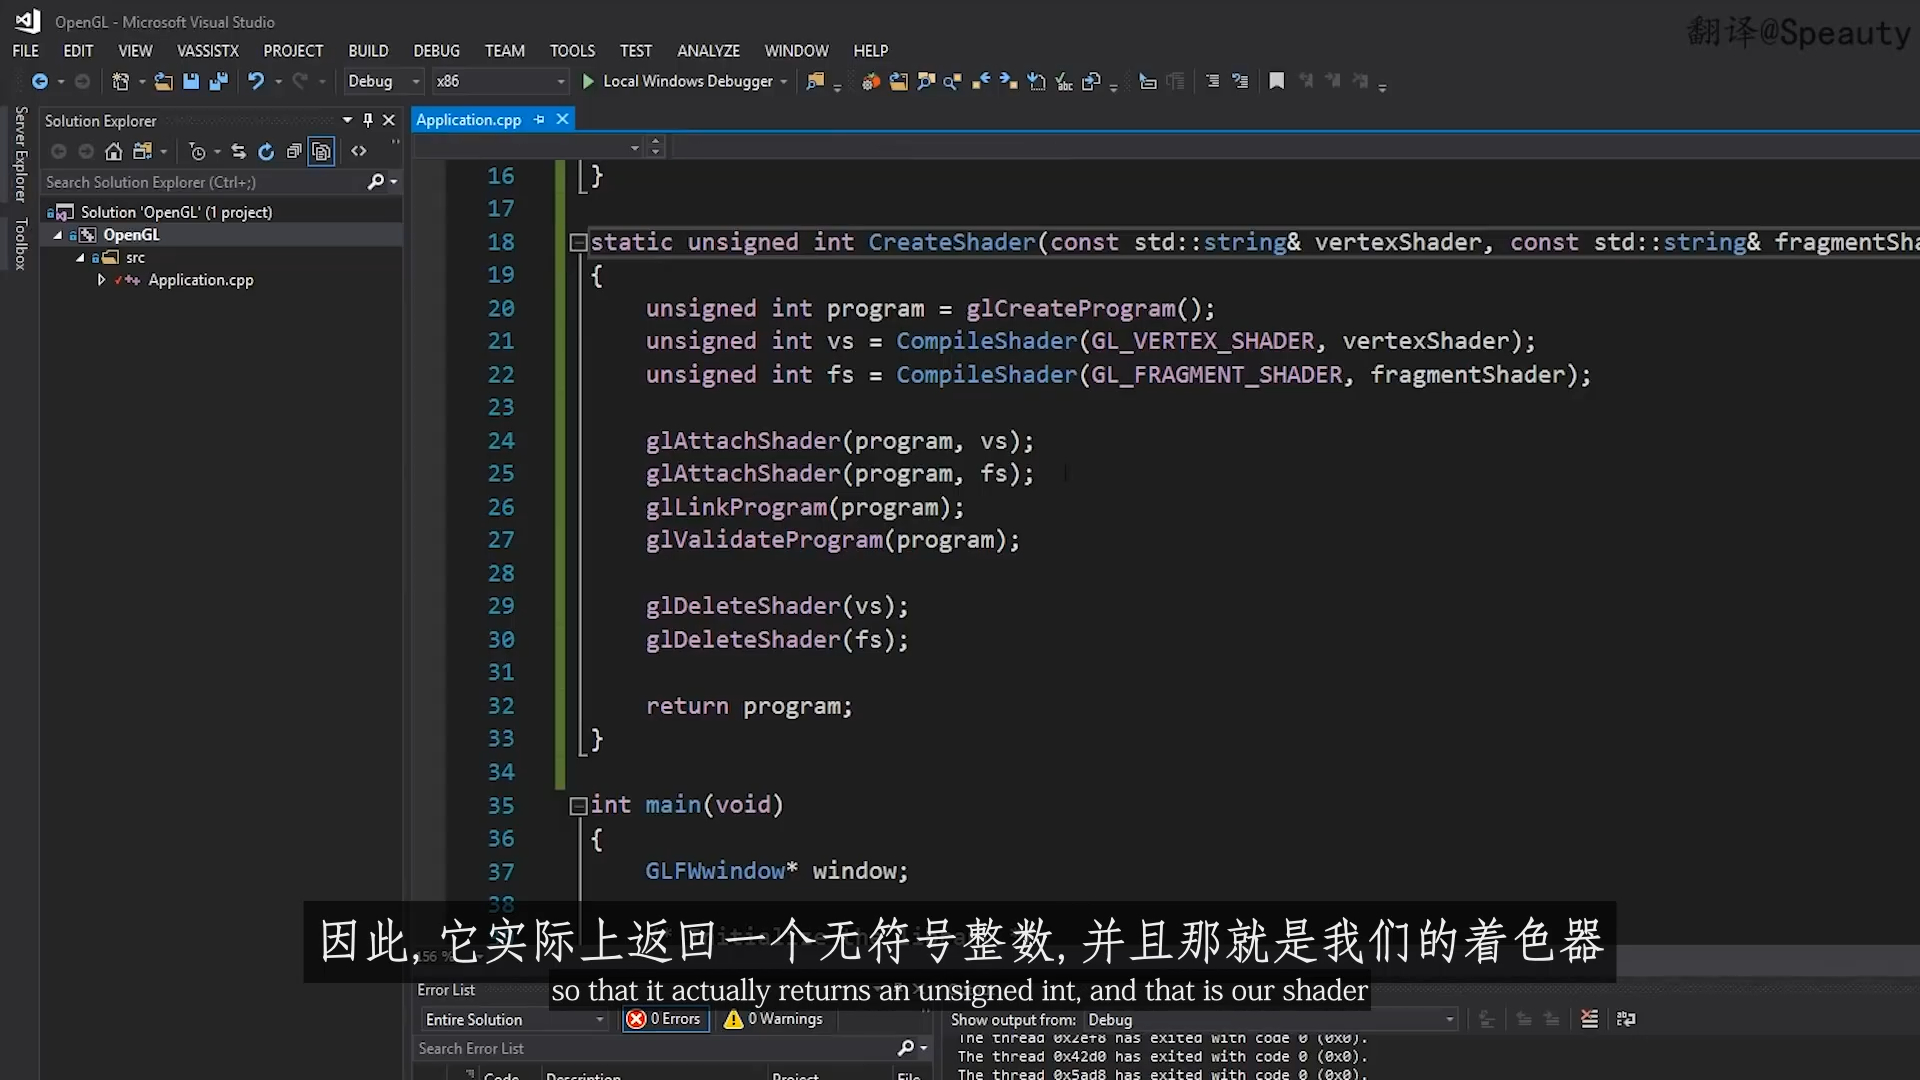 OpenGL - Microsoft Visual Studio
翻译@Speauty
FILE EDIT VIEW VASSISTX PROJECT BUILD DEBUG TEAM TOOLS TEST ANALYZE WINDOW HELP
Debug x86 Local Windows Debugger
Server Explorer
Toolbox
Solution Explorer
Search Solution Explorer (Ctrl+;)
Solution 'OpenGL' (1 project)
OpenGL
src
Application.cpp
Application.cpp
16 }
17
18 static unsigned int CreateShader(const std::string& vertexShader, const std::string& fragmentSha
19 {
20 unsigned int program = glCreateProgram();
21 unsigned int vs = CompileShader(GL_VERTEX_SHADER, vertexShader);
22 unsigned int fs = CompileShader(GL_FRAGMENT_SHADER, fragmentShader);
23
24 glAttachShader(program, vs);
25 glAttachShader(program, fs);
26 glLinkProgram(program);
27 glValidateProgram(program);
28
29 glDeleteShader(vs);
30 glDeleteShader(fs);
31
32 return program;
33 }
34
35 int main(void)
36 {
37 GLFWwindow* window;
38
因此, 它实际上返回一个无符号整数, 并且那就是我们的着色器
so that it actually returns an unsigned int, and that is our shader
Error List
Entire Solution 0 Errors 0 Warnings
Search Error List
Code Description Project File
Show output from: Debug
The thread 0x2ef8 has exited with code 0 (0x0).
The thread 0x42d0 has exited with code 0 (0x0).
The thread 0x5ad8 has exited with code 0 (0x0).